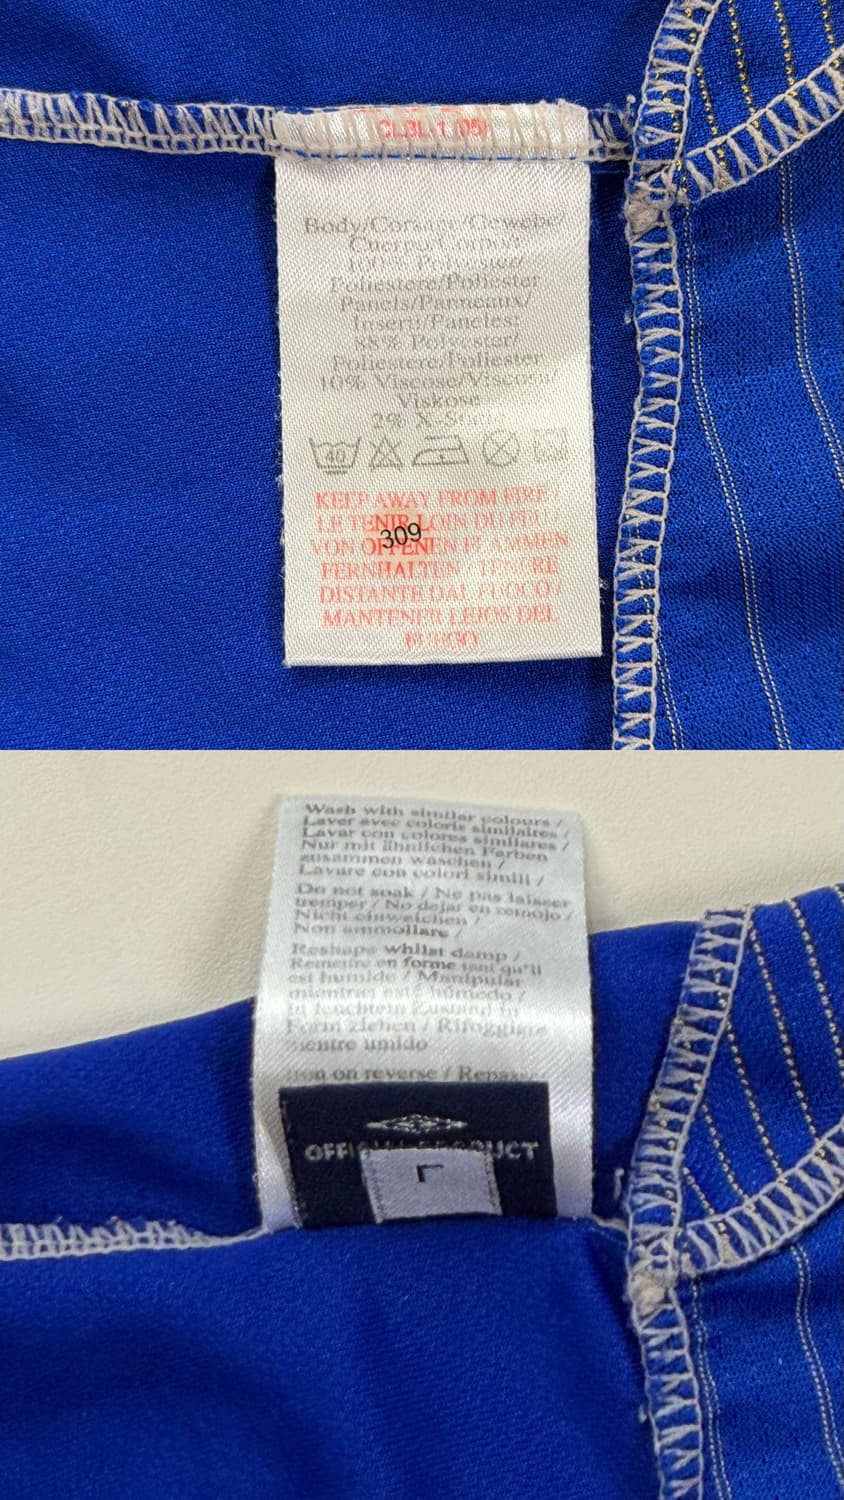 CLBL-1 (05)
Body/Corsage/Gewebe/
Cuerpo/Corpo/:
100% Polyester/
Poliestere/Poliester
Panels/Panneaux/
Inserti/Paneles:
88% Polyester/
Poliestere/Poliester
10% Viscose/Viscosa/
Viskose
2% X-Static
40
KEEP AWAY FROM FIRE /
LE TENIR LOIN DU FEU /
VON OFFENEN FLAMMEN
309
FERNHALTEN / TENERE
DISTANTE DAL FUOCO /
MANTENER LEJOS DEL
FUEGO
Wash with similar colours /
Laver avec coloris similaires /
Lavar con colores similares /
Nur mit ähnlichen Farben
zusammen waschen /
Lavare con colori simili /
Do not soak / Ne pas laisser
tremper / No dejar en remojo /
Nicht einweichen /
Non ammollare /
Reshape whilst damp /
Remettre en forme tant qu'il
est humide / Manipular
mientras esté húmedo /
In feuchtem Zustand in
Form ziehen / Rifoggiare
mentre umido
Iron on reverse / Repasser
OFFICIAL PRODUCT
L